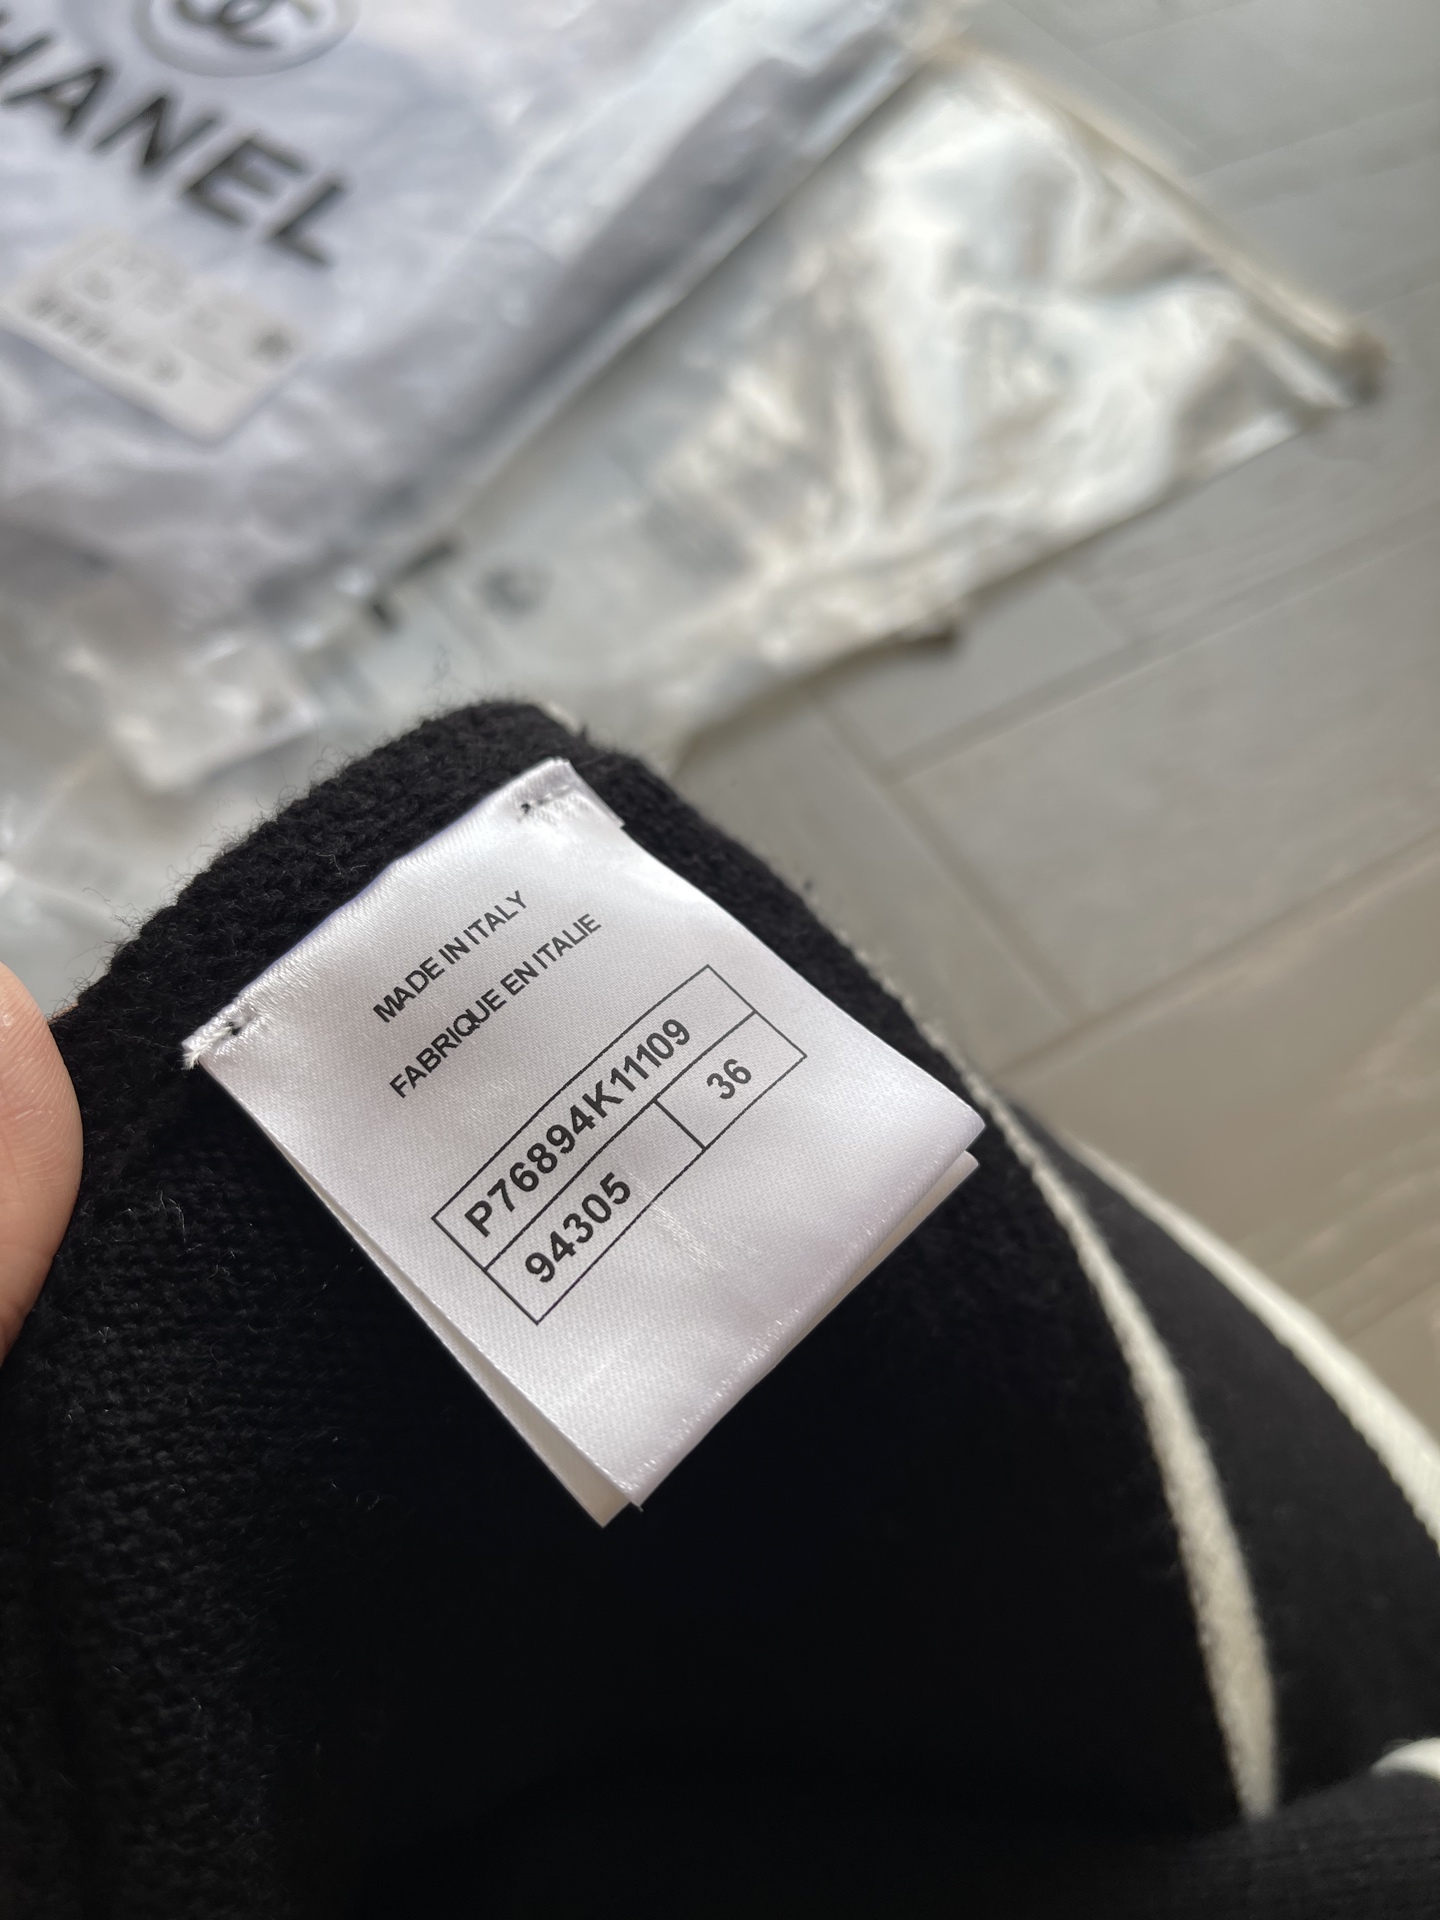 HANEL
MADE IN ITALY
FABRIQUE EN ITALIE
P76894K11109
94305 36